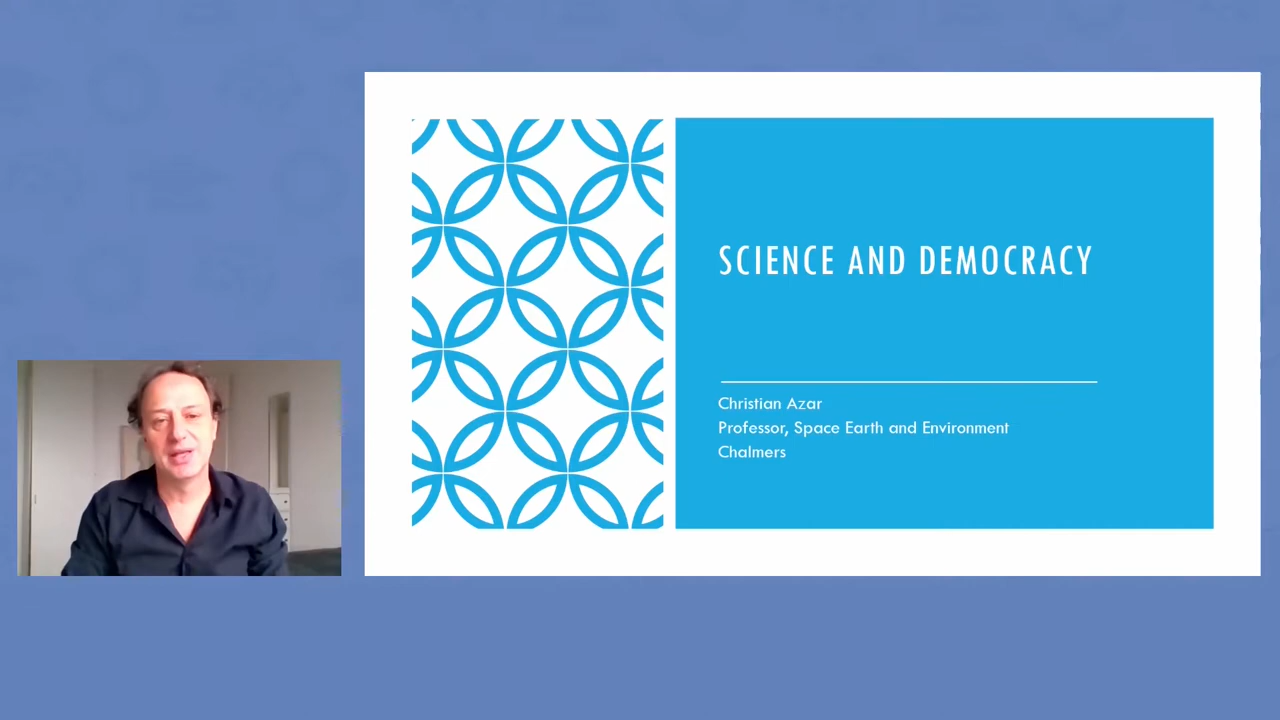 SCIENCE AND DEMOCRACY
Christian Azar
Professor, Space Earth and Environment
Chalmers